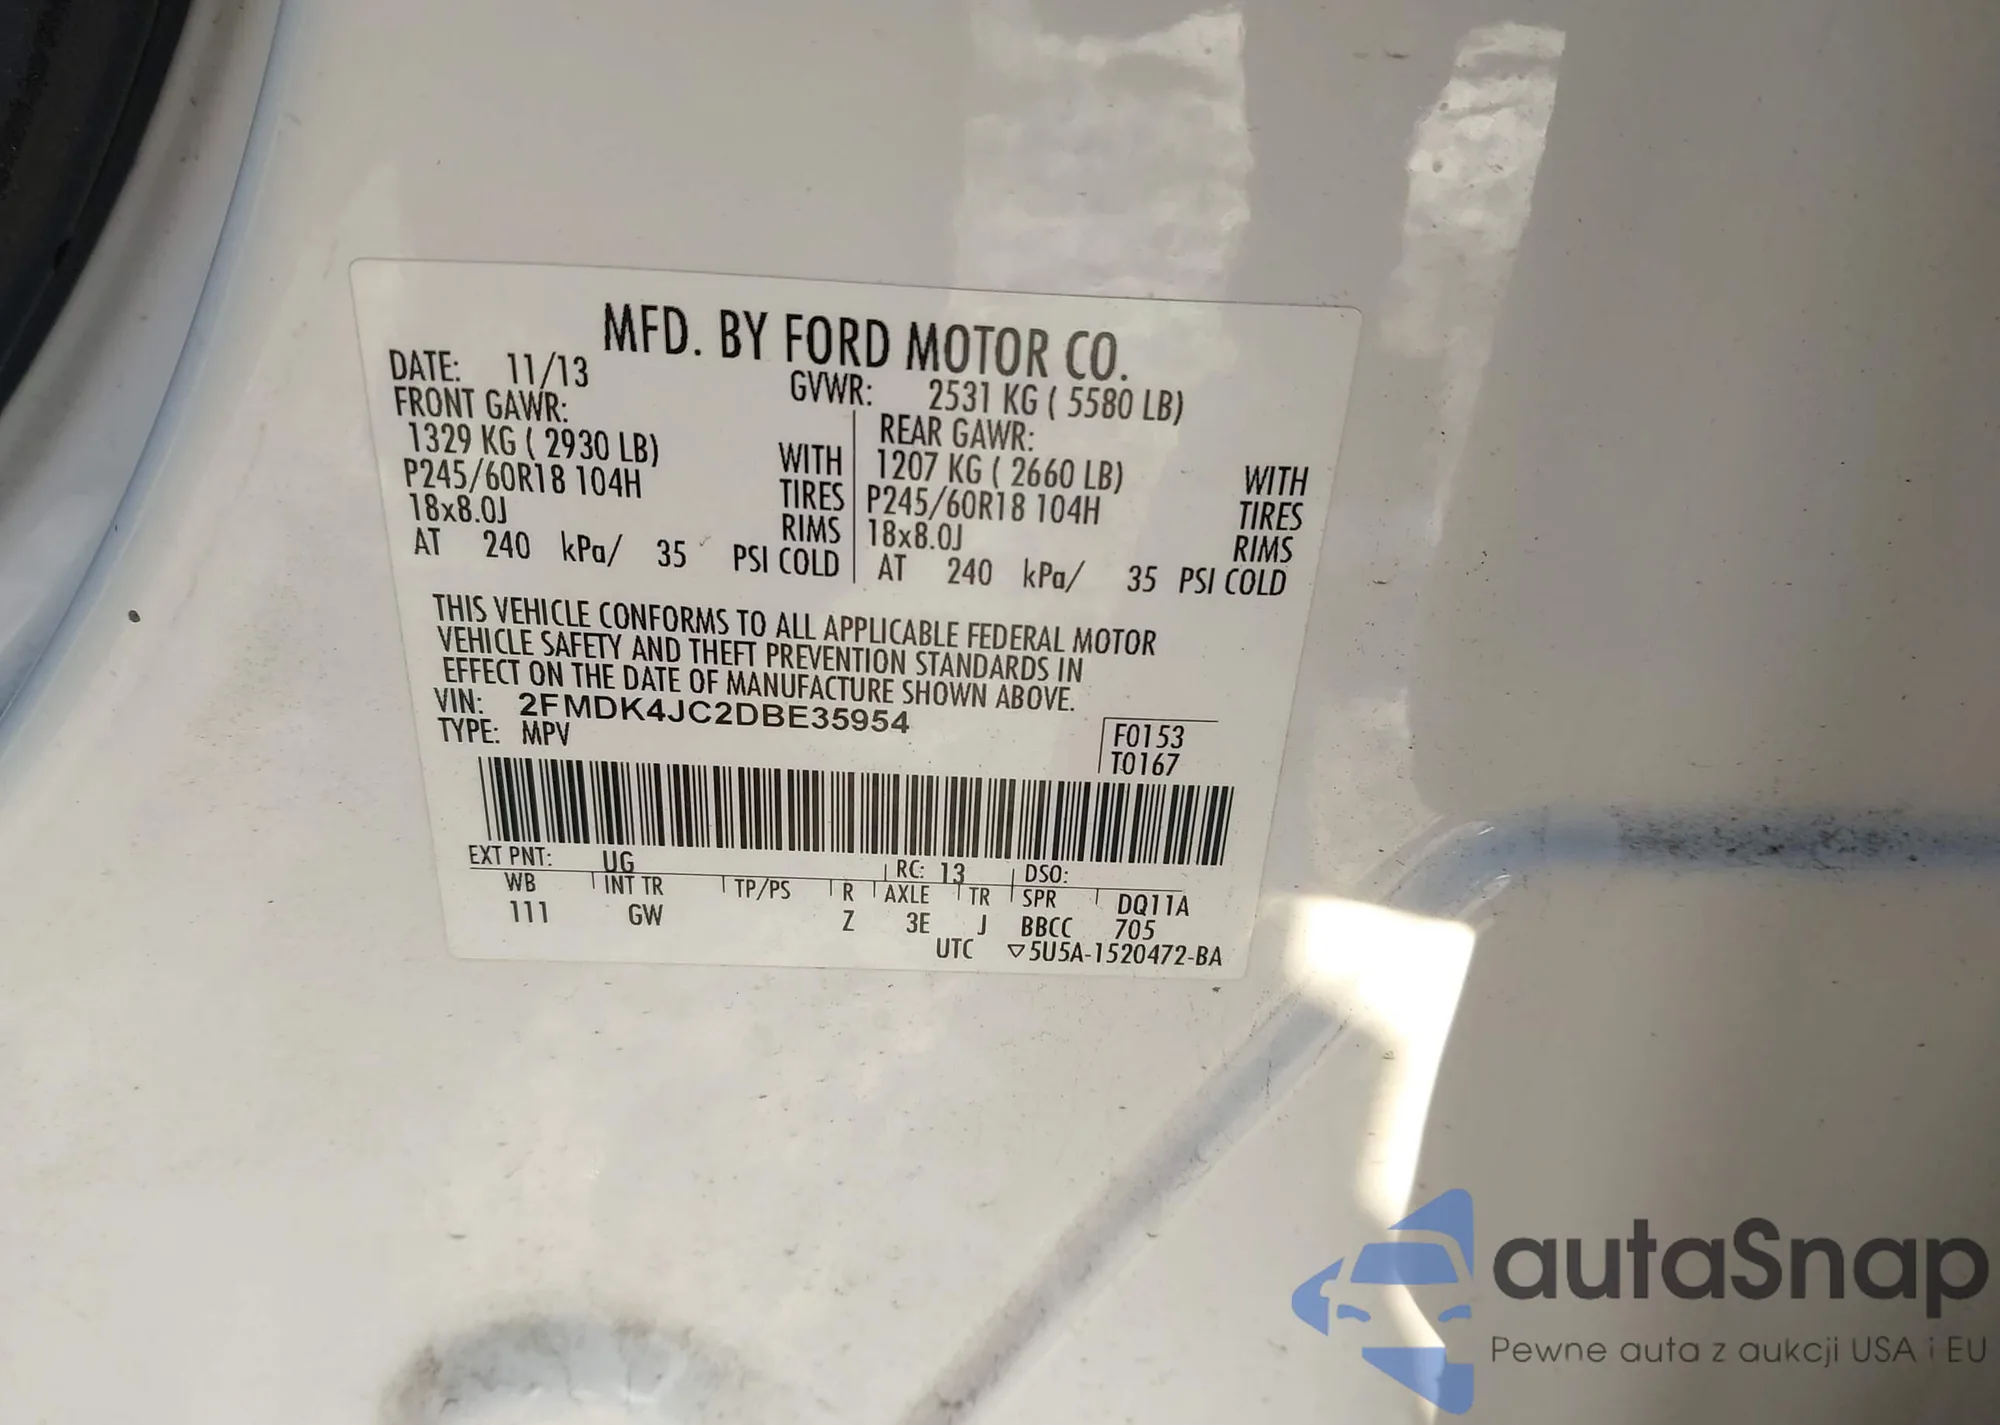 MFD. BY FORD MOTOR CO.
DATE: 11/13 GVWR: 2531 KG ( 5580 LB)
FRONT GAWR: REAR GAWR:
1329 KG ( 2930 LB) WITH 1207 KG ( 2660 LB) WITH
P245/60R18 104H TIRES P245/60R18 104H TIRES
18x8.0J RIMS 18x8.0J RIMS
AT 240 kPa/ 35 PSI COLD AT 240 kPa/ 35 PSI COLD
THIS VEHICLE CONFORMS TO ALL APPLICABLE FEDERAL MOTOR
VEHICLE SAFETY AND THEFT PREVENTION STANDARDS IN
EFFECT ON THE DATE OF MANUFACTURE SHOWN ABOVE.
VIN: 2FMDK4JC2DBE35954
TYPE: MPV F0153
T0167
EXT PNT: UG RC: 13 DSO:
WB INT TR TP/PS R AXLE TR SPR DQ11A
111 GW Z 3E J BBCC 705
UTC ▽5U5A-1520472-BA
autaSnap
Pewne auta z aukcji USA i EU